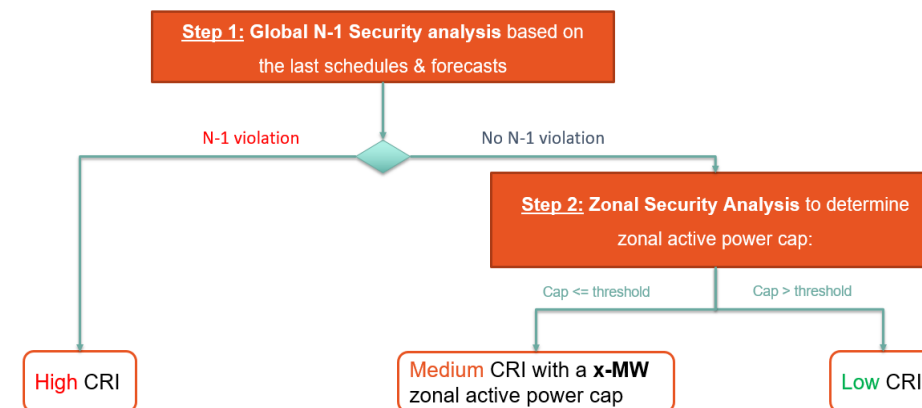 Step 1: Global N-1 Security analysis based on
the last schedules & forecasts
N-1 violation
No N-1 violation
Step 2: Zonal Security Analysis to determine
zonal active power cap:
Cap <= threshold
Cap > threshold
High CRI
Medium CRI with a x-MW
zonal active power cap
Low CRI